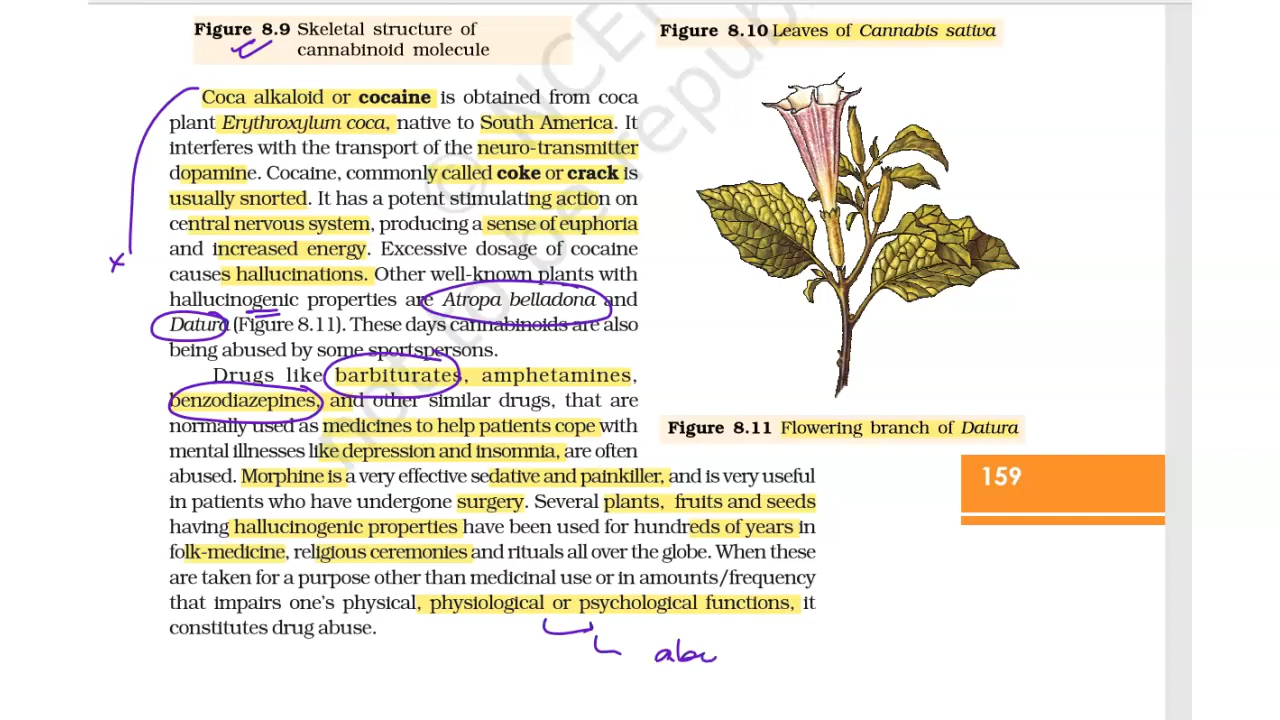 Figure 8.9 Skeletal structure of
cannabinoid molecule
Figure 8.10 Leaves of Cannabis sativa
Coca alkaloid or cocaine is obtained from coca
plant Erythroxylum coca, native to South America. It
interferes with the transport of the neuro-transmitter
dopamine. Cocaine, commonly called coke or crack is
usually snorted. It has a potent stimulating action on
central nervous system, producing a sense of euphoria
and increased energy. Excessive dosage of cocaine
causes hallucinations. Other well-known plants with
hallucinogenic properties are Atropa belladona and
Datura (Figure 8.11). These days cannabinoids are also
being abused by some sportspersons.
Drugs like barbiturates, amphetamines,
benzodiazepines, and other similar drugs, that are
normally used as medicines to help patients cope with
mental illnesses like depression and insomnia, are often
abused. Morphine is a very effective sedative and painkiller, and is very useful
in patients who have undergone surgery. Several plants, fruits and seeds
having hallucinogenic properties have been used for hundreds of years in
folk-medicine, religious ceremonies and rituals all over the globe. When these
are taken for a purpose other than medicinal use or in amounts/frequency
that impairs one's physical, physiological or psychological functions, it
constitutes drug abuse.
Figure 8.11 Flowering branch of Datura
159
© NCE
not to be republ